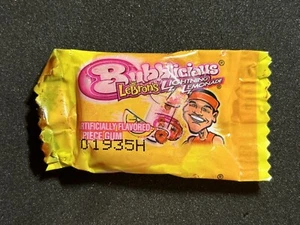 Bubblicious®
LeBron's LIGHTNING LEMONADE®
ARTIFICIALLY FLAVORED
PIECE GUM
01935H